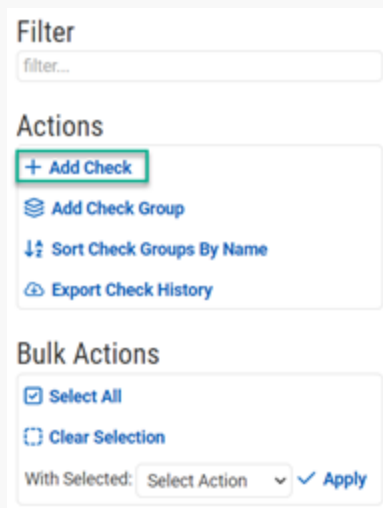 Filter
filter...
Actions
+ Add Check
Add Check Group
Sort Check Groups By Name
Export Check History
Bulk Actions
Select All
Clear Selection
With Selected: Select Action Apply